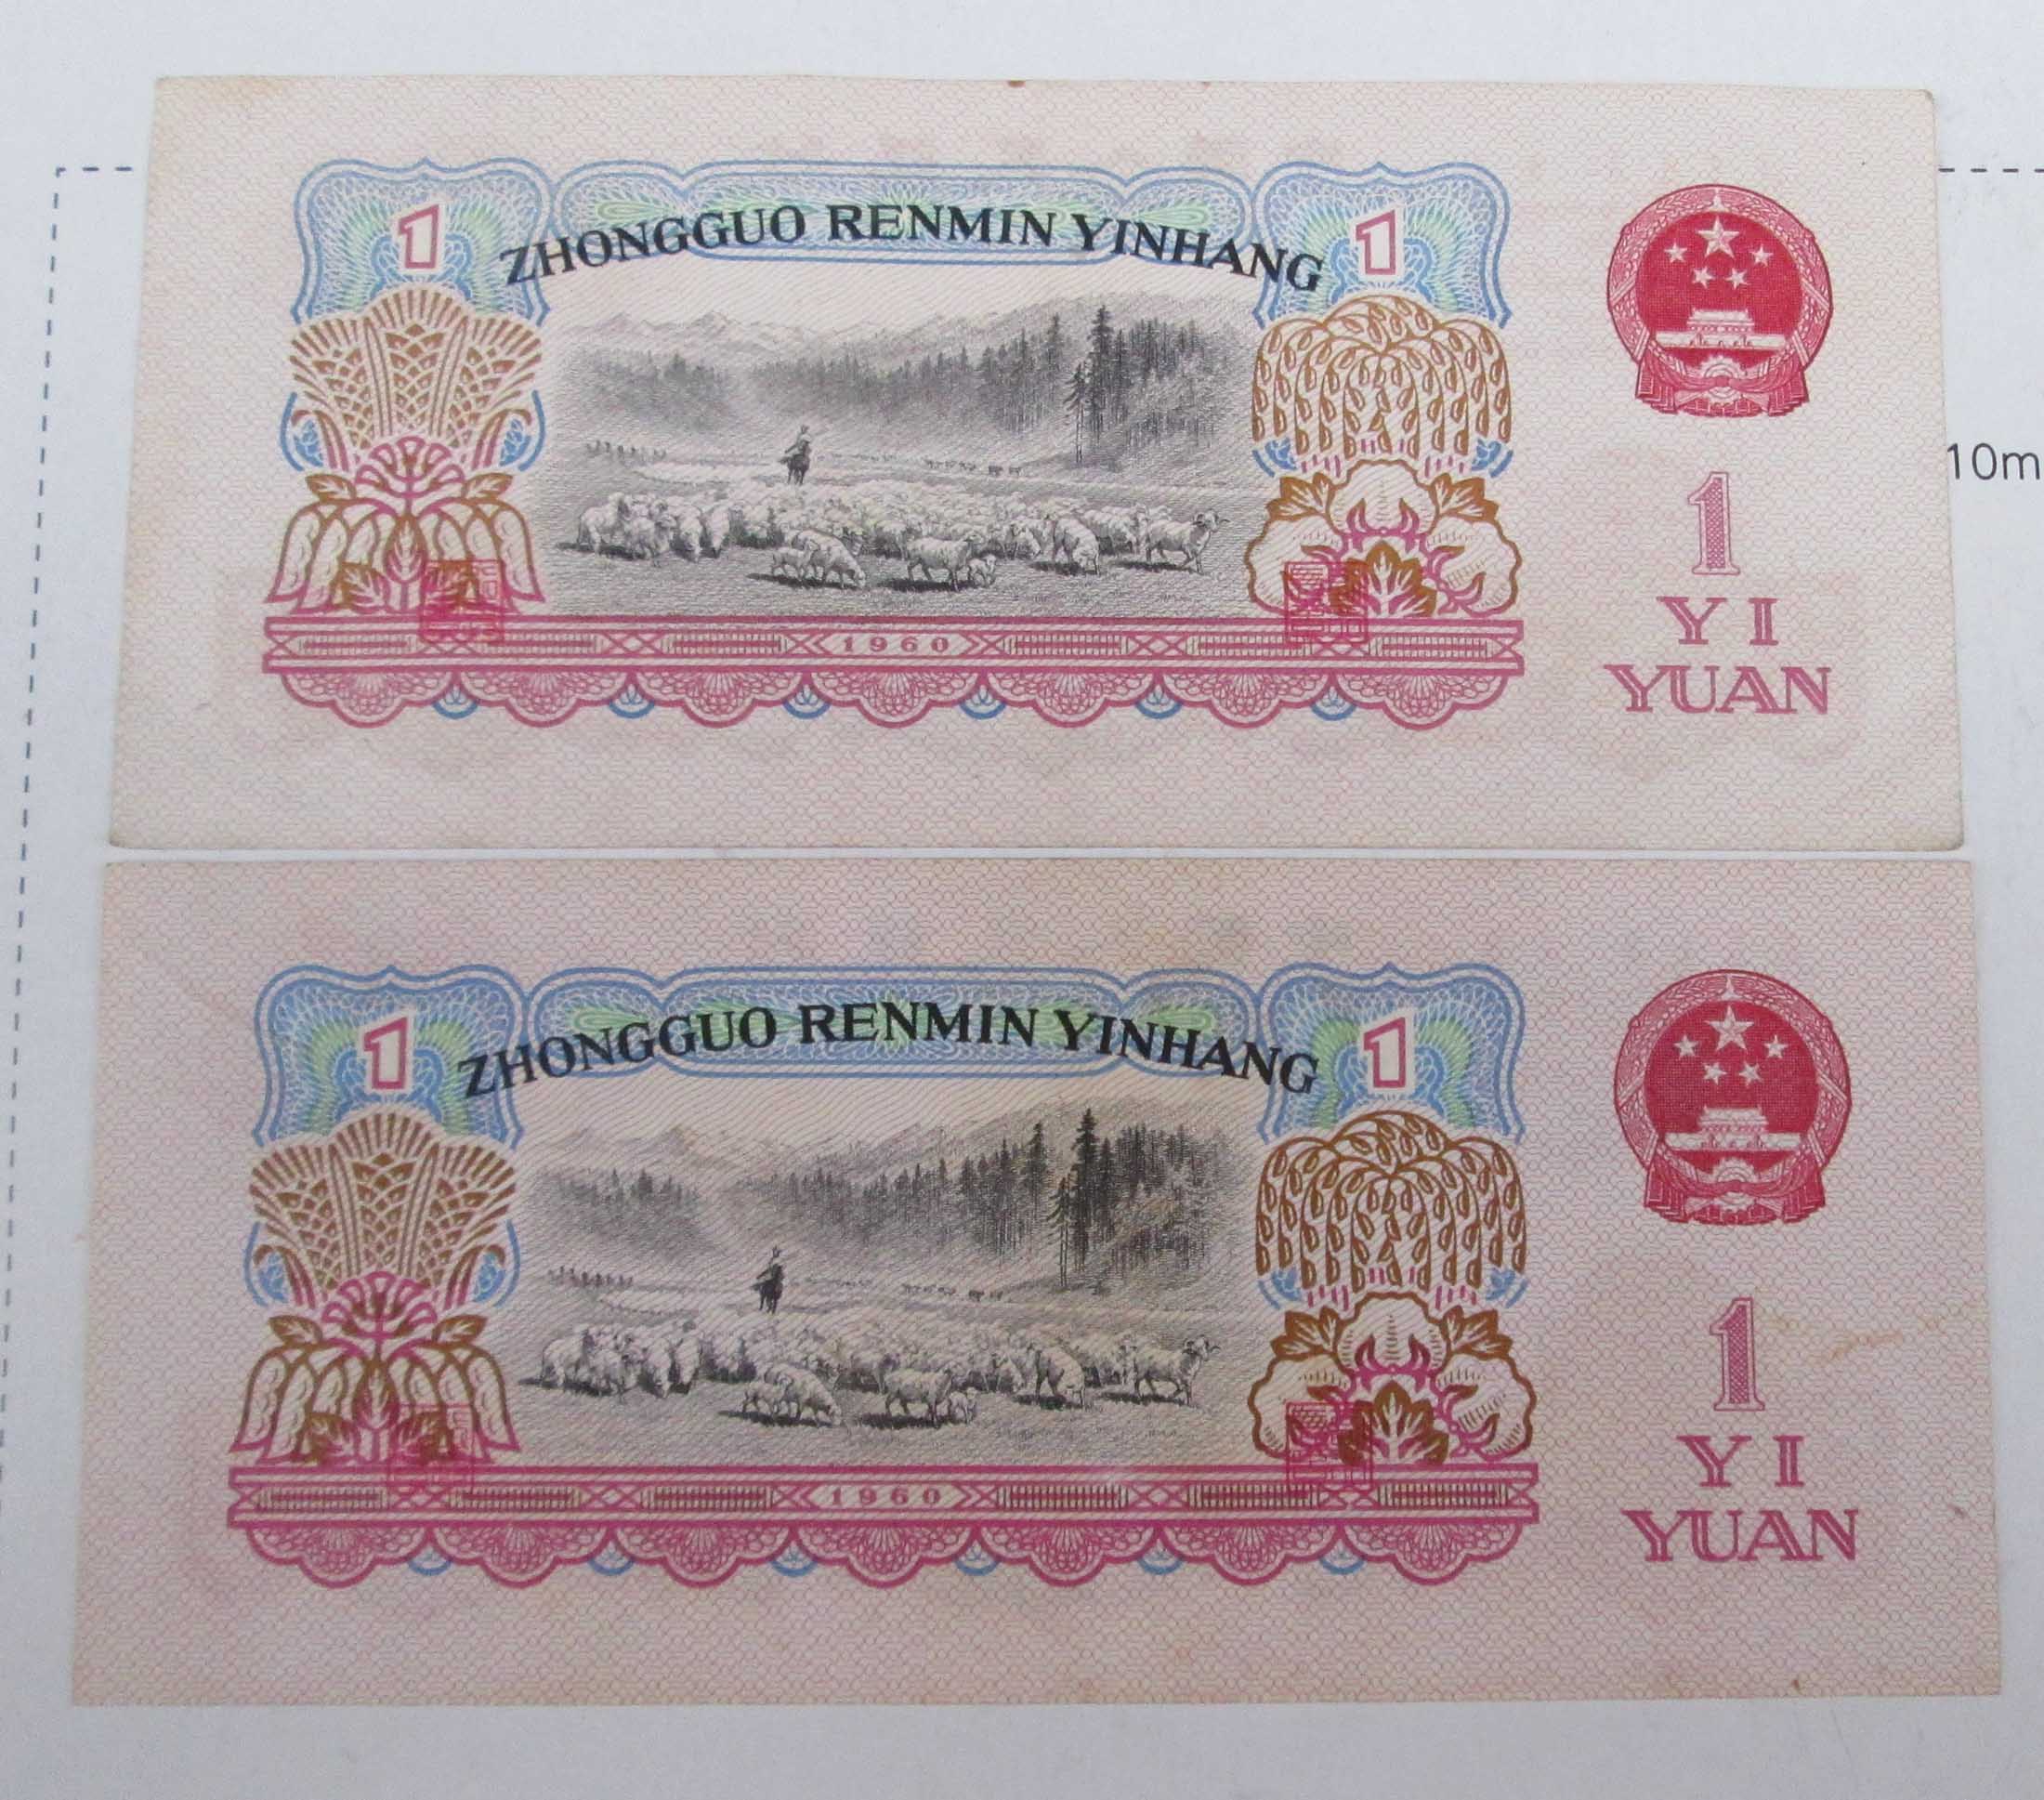 1 ZHONGGUO RENMIN YINHANG 1
10m
1
YI
YUAN
1960
1 ZHONGGUO RENMIN YINHANG 1
1
YI
YUAN
1960